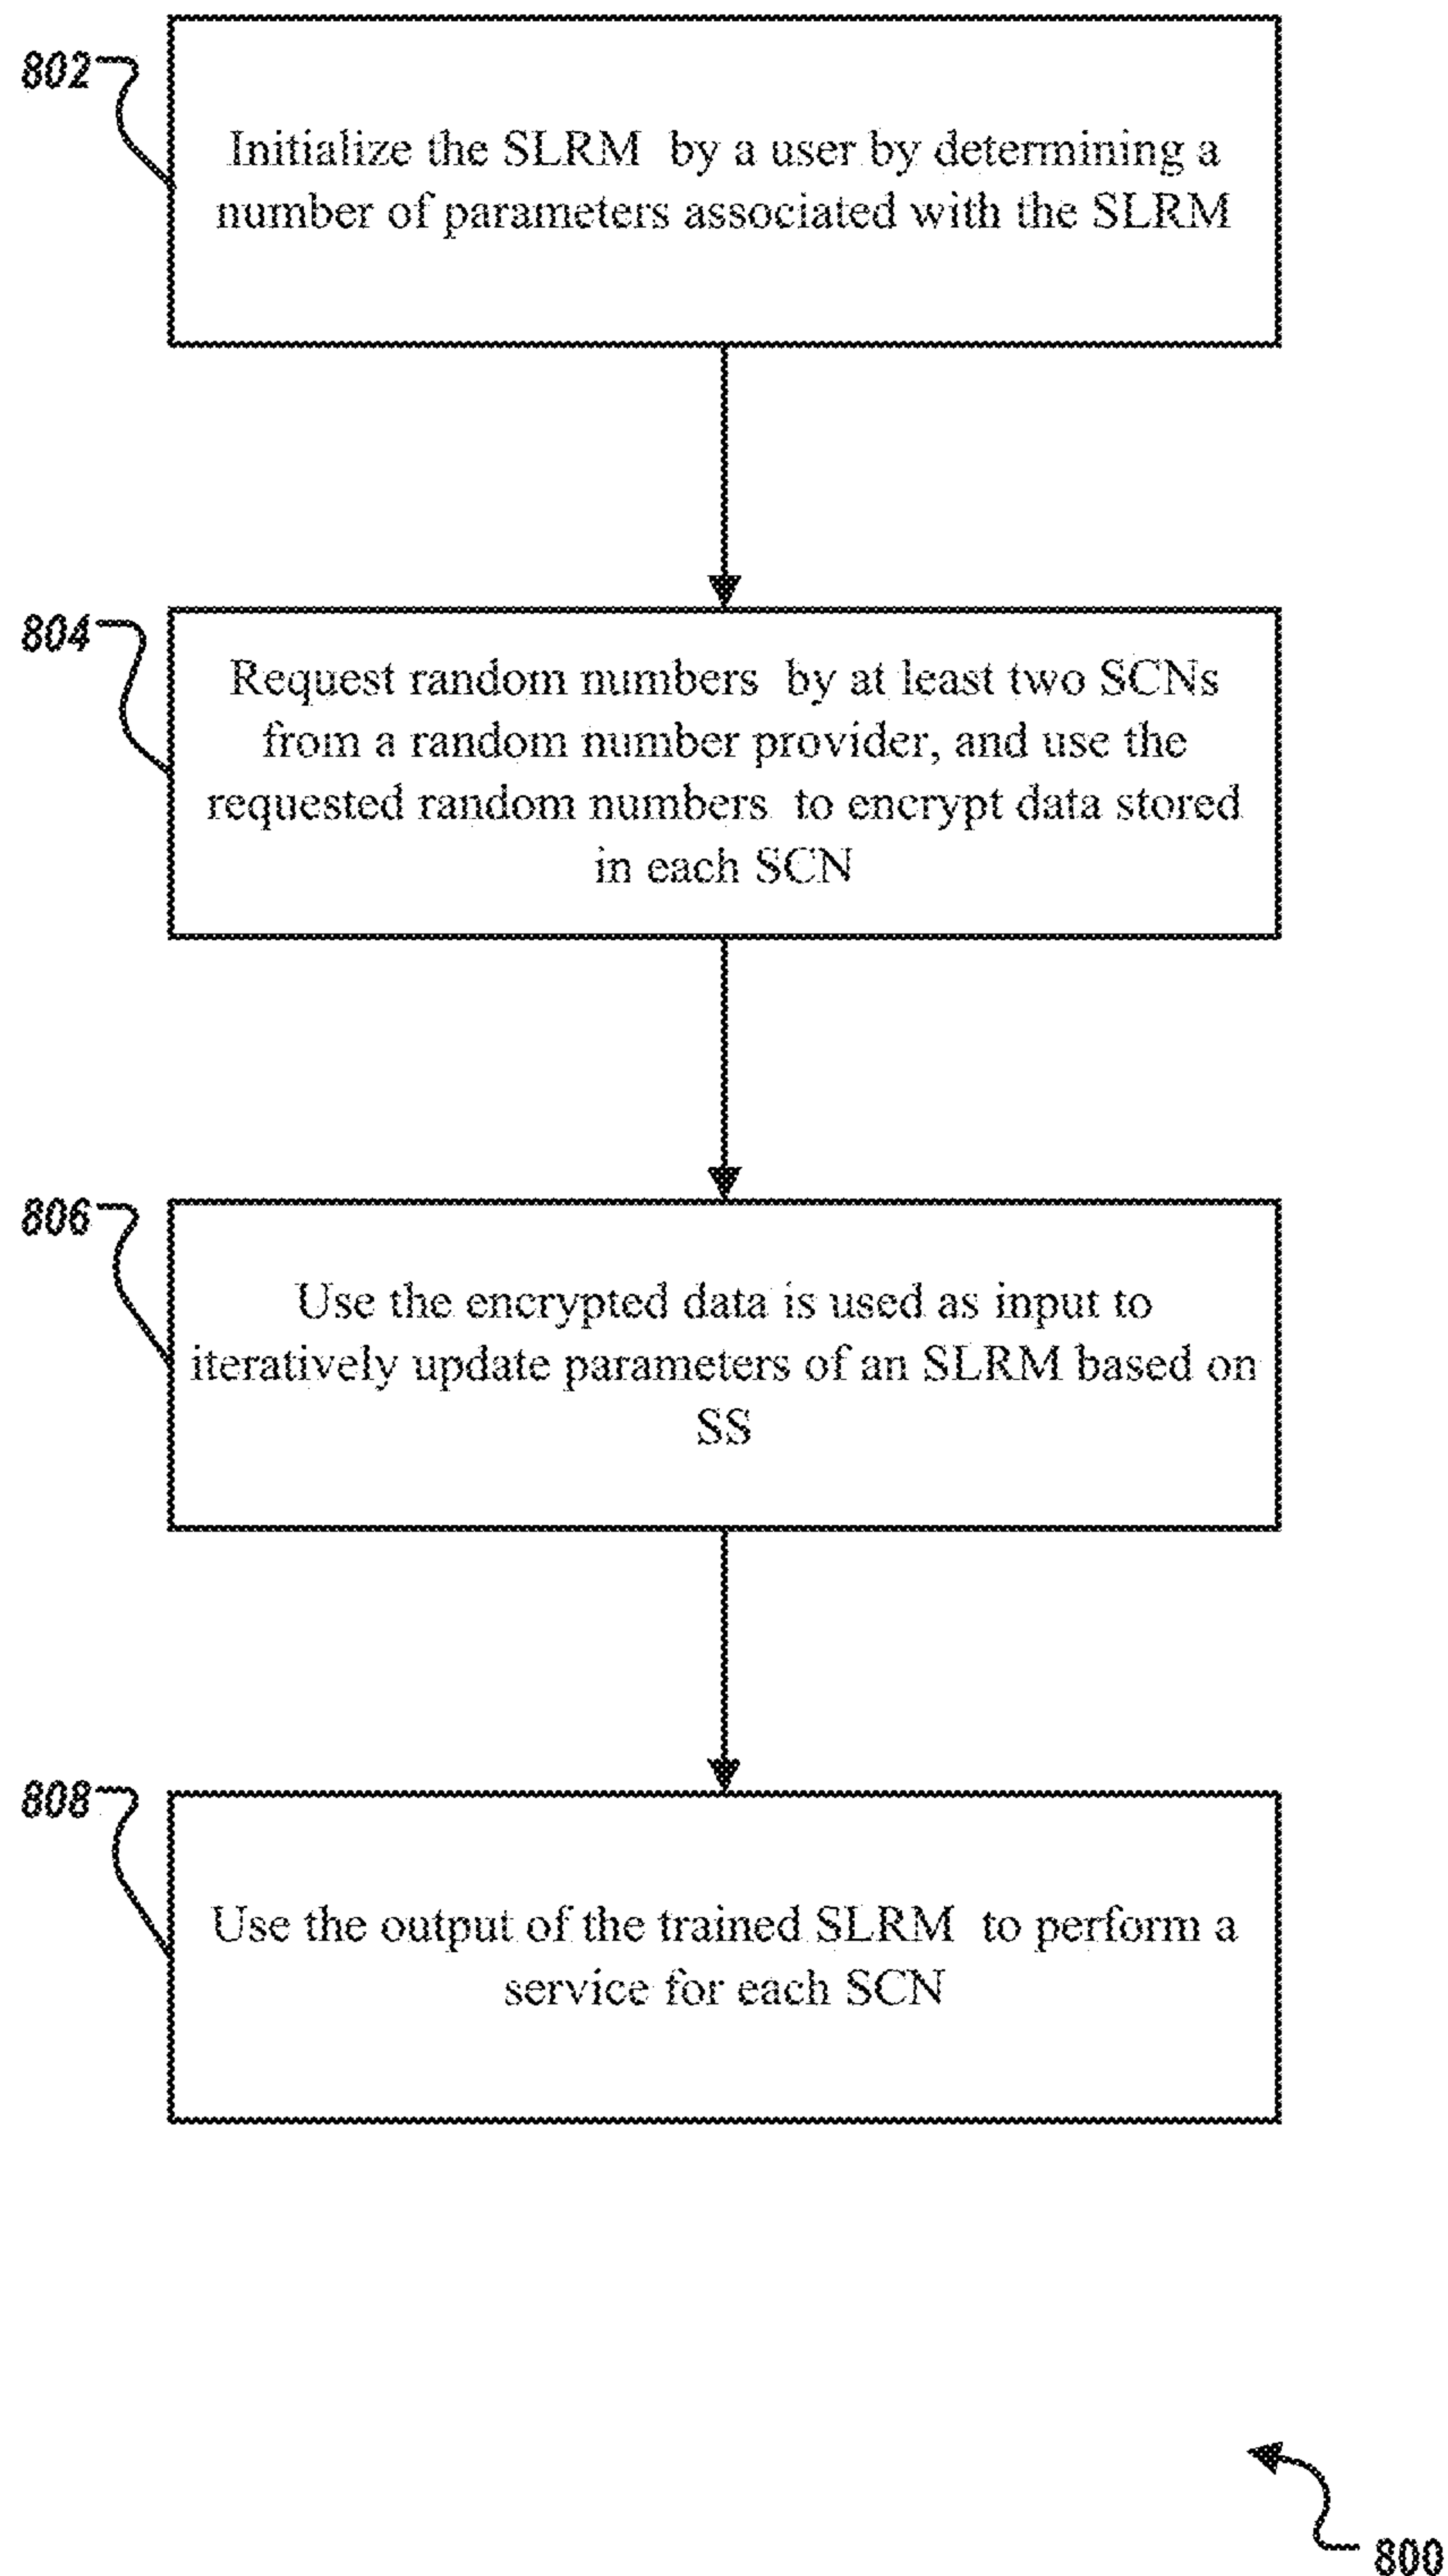 802
Initialize the SLRM by a user by determining a
number of parameters associated with the SLRM
804
Request random numbers by at least two SCNs
from a random number provider, and use the
requested random numbers to encrypt data stored
in each SCN
806
Use the encrypted data is used as input to
iteratively update parameters of an SLRM based on
SS
808
Use the output of the trained SLRM to perform a
service for each SCN
800